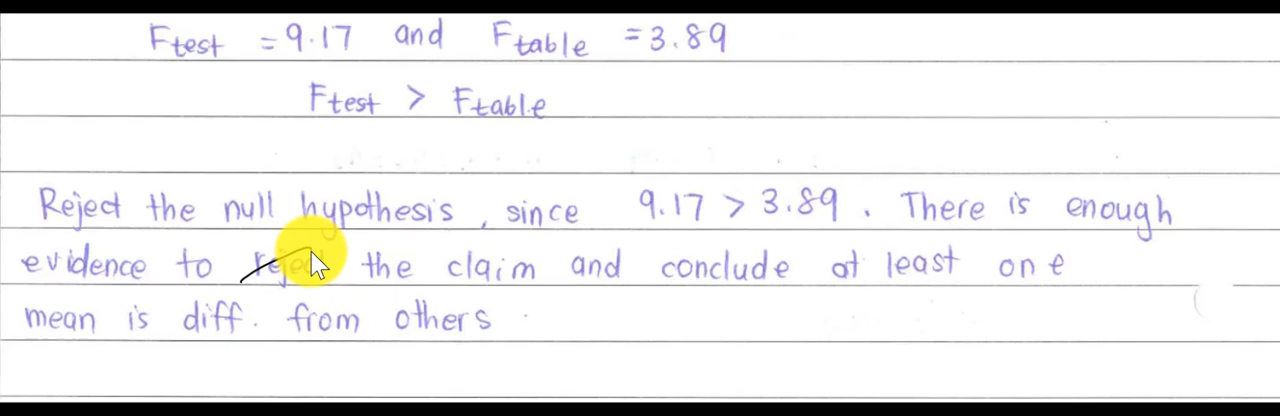 Ftest = 9.17 and Ftable = 3.89
Ftest > Ftable
Reject the null hypothesis, since 9.17 > 3.89. There is enough
evidence to reject the claim and conclude at least one
mean is diff. from others.